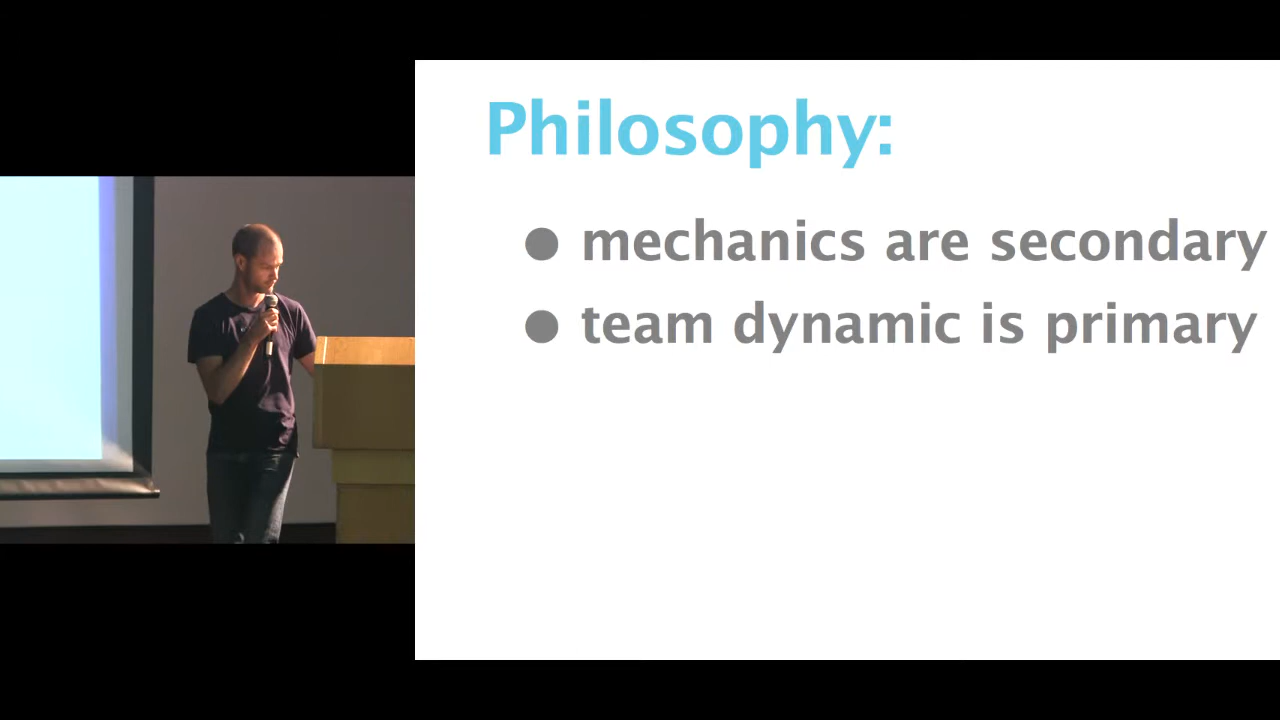 Philosophy:
● mechanics are secondary
● team dynamic is primary